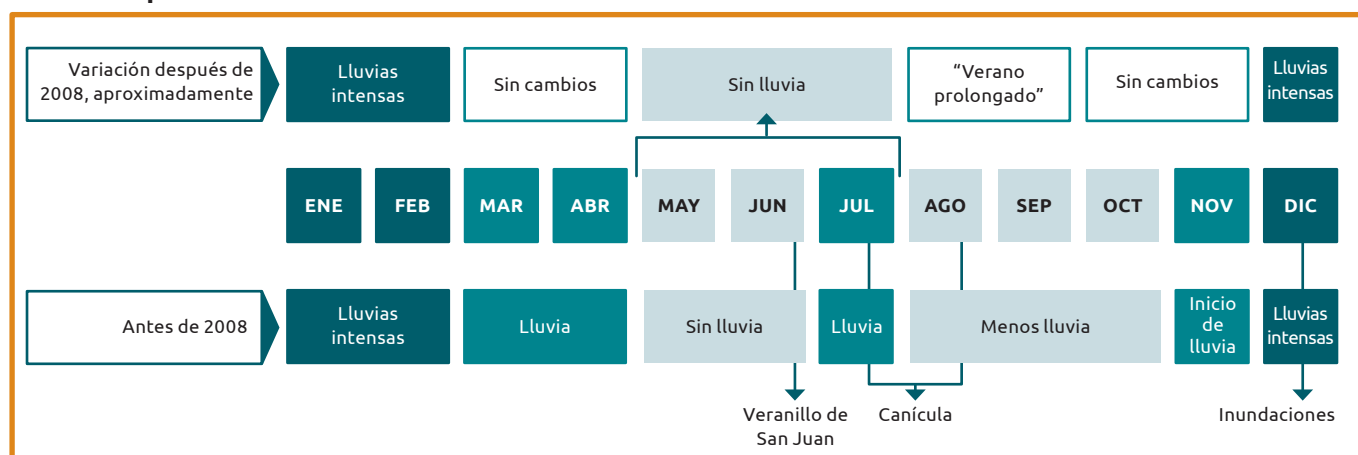 Variación después de
2008, aproximadamente
Lluvias
intensas
Sin cambios
Sin lluvia
“Verano
prolongado”
Sin cambios
Lluvias
intensas
ENE
FEB
MAR
ABR
MAY
JUN
JUL
AGO
SEP
OCT
NOV
DIC
Antes de 2008
Lluvias
intensas
Lluvia
Sin lluvia
Lluvia
Menos lluvia
Inicio
de
lluvia
Lluvias
intensas
Veranillo de
San Juan
Canícula
Inundaciones